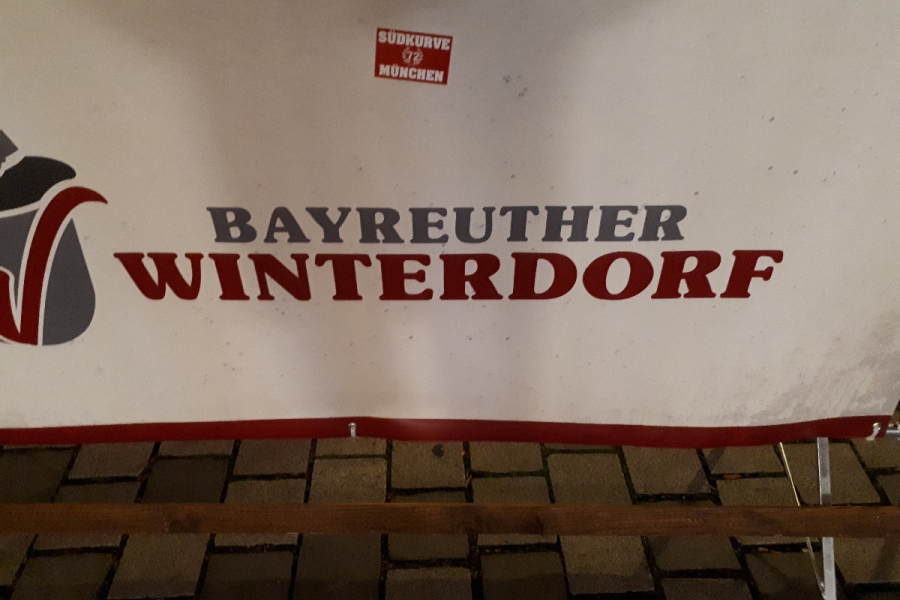 SÜDKURVE
72
MÜNCHEN
BAYREUTHER
WINTERDORF